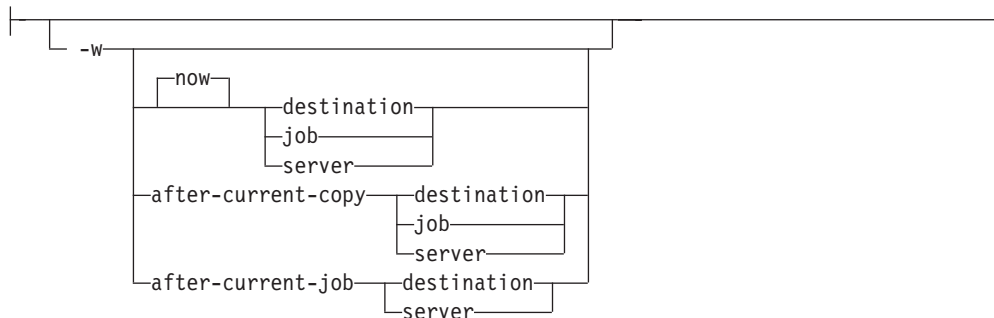 -w
now
destination
job
server
after-current-copy destination
job
server
after-current-job destination
server